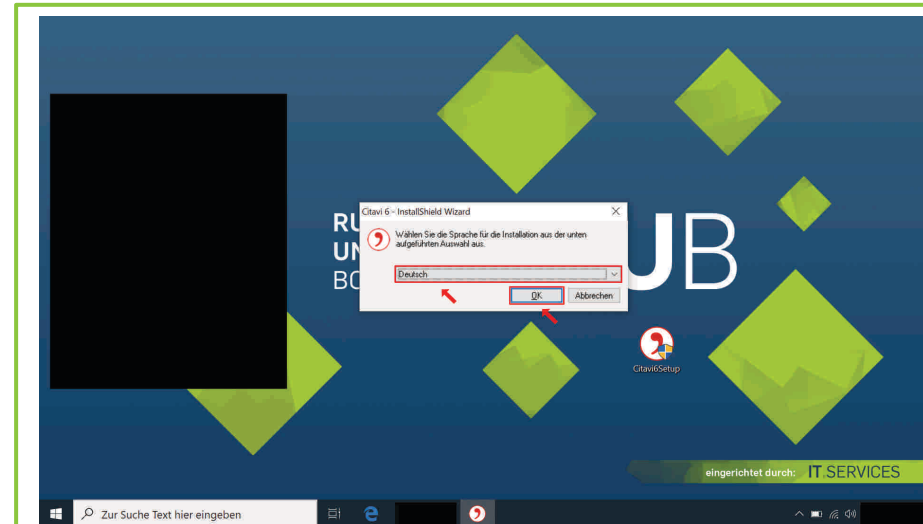 Citavi 6 - InstallShield Wizard
Wählen Sie die Sprache für die Installation aus der unten
aufgeführten Auswahl aus.
Deutsch
OK
Abbrechen
RU
UN
BO
UB
Citavi6Setup
eingerichtet durch: IT.SERVICES
Zur Suche Text hier eingeben